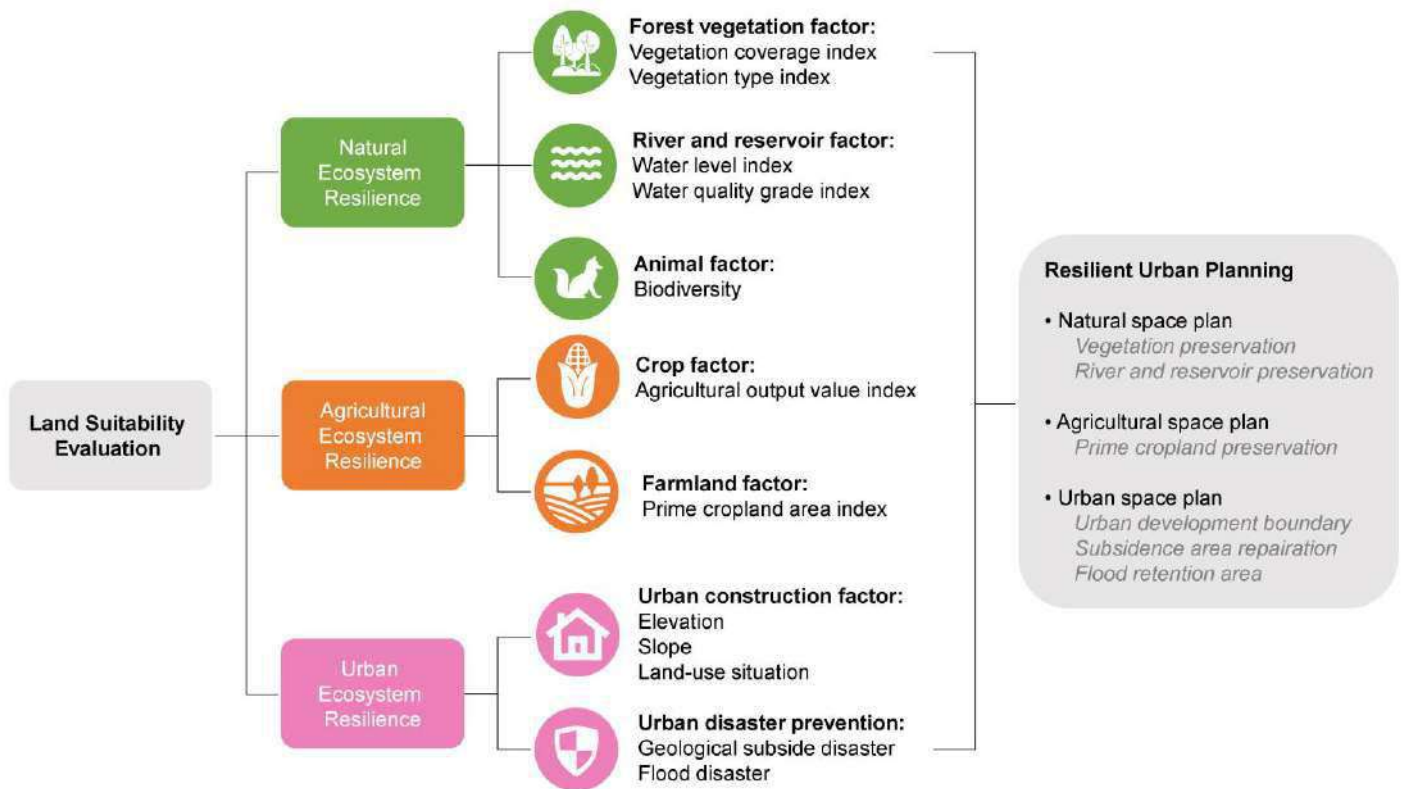 Land Suitability
Evaluation
Natural
Ecosystem
Resilience
Agricultural
Ecosystem
Resilience
Urban
Ecosystem
Resilience
Forest vegetation factor:
Vegetation coverage index
Vegetation type index
River and reservoir factor:
Water level index
Water quality grade index
Animal factor:
Biodiversity
Crop factor:
Agricultural output value index
Farmland factor:
Prime cropland area index
Urban construction factor:
Elevation
Slope
Land-use situation
Urban disaster prevention:
Geological subside disaster
Flood disaster
Resilient Urban Planning
• Natural space plan
Vegetation preservation
River and reservoir preservation
• Agricultural space plan
Prime cropland preservation
• Urban space plan
Urban development boundary
Subsidence area repairation
Flood retention area